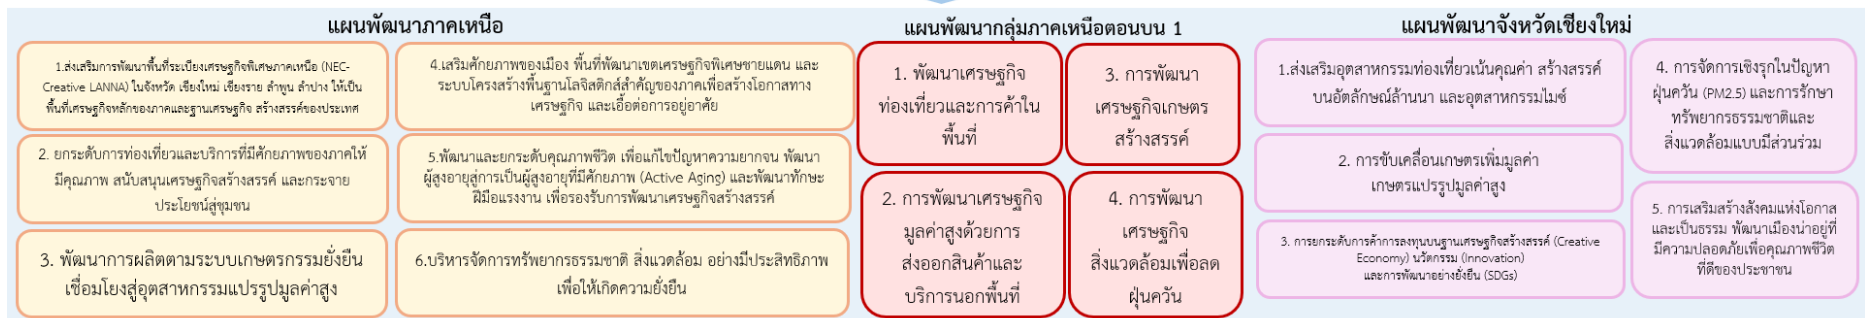 แผนพัฒนาภาคเหนือ
1.ส่งเสริมการพัฒนาพื้นที่ระเบียงเศรษฐกิจพิเศษภาคเหนือ (NEC-
Creative LANNA) ในจังหวัด เชียงใหม่ เชียงราย ลำพูน ลำปาง ให้เป็น
พื้นที่เศรษฐกิจหลักของภาคและฐานเศรษฐกิจ สร้างสรรค์ของประเทศ
2. ยกระดับการท่องเที่ยวและบริการที่มีศักยภาพของภาคให้
มีคุณภาพ สนับสนุนเศรษฐกิจสร้างสรรค์ และกระจาย
ประโยชน์สู่ชุมชน
3. พัฒนาการผลิตตามระบบเกษตรกรรมยั่งยืน
เชื่อมโยงสู่อุตสาหกรรมแปรรูปมูลค่าสูง
4.เสริมศักยภาพของเมือง พื้นที่พัฒนาเขตเศรษฐกิจพิเศษชายแดน และ
ระบบโครงสร้างพื้นฐานโลจิสติกส์สำคัญของภาคเพื่อสร้างโอกาสทาง
เศรษฐกิจ และเอื้อต่อการอยู่อาศัย
5.พัฒนาและยกระดับคุณภาพชีวิต เพื่อแก้ไขปัญหาความยากจน พัฒนา
ผู้สูงอายุสู่การเป็นผู้สูงอายุที่มีศักยภาพ (Active Aging) และพัฒนาทักษะ
ฝีมือแรงงาน เพื่อรองรับการพัฒนาเศรษฐกิจสร้างสรรค์
6.บริหารจัดการทรัพยากรธรรมชาติ สิ่งแวดล้อม อย่างมีประสิทธิภาพ
เพื่อให้เกิดความยั่งยืน
แผนพัฒนากลุ่มภาคเหนือตอนบน 1
1. พัฒนาเศรษฐกิจ
ท่องเที่ยวและการค้าใน
พื้นที่
2. การพัฒนาเศรษฐกิจ
มูลค่าสูงด้วยการ
ส่งออกสินค้าและ
บริการนอกพื้นที่
3. การพัฒนา
เศรษฐกิจเกษตร
สร้างสรรค์
4. การพัฒนา
เศรษฐกิจ
สิ่งแวดล้อมเพื่อลด
ฝุ่นควัน
แผนพัฒนาจังหวัดเชียงใหม่
1.ส่งเสริมอุตสาหกรรมท่องเที่ยวเน้นคุณค่า สร้างสรรค์
บนอัตลักษณ์ล้านนา และอุตสาหกรรมไมซ์
2. การขับเคลื่อนเกษตรเพิ่มมูลค่า
เกษตรแปรรูปมูลค่าสูง
3. การยกระดับการค้าการลงทุนบนฐานเศรษฐกิจสร้างสรรค์ (Creative
Economy) นวัตกรรม (Innovation)
และการพัฒนาอย่างยั่งยืน (SDGs)
4. การจัดการเชิงรุกในปัญหา
ฝุ่นควัน (PM2.5) และการรักษา
ทรัพยากรธรรมชาติและ
สิ่งแวดล้อมแบบมีส่วนร่วม
5. การเสริมสร้างสังคมแห่งโอกาส
และเป็นธรรม พัฒนาเมืองน่าอยู่ที่
มีความปลอดภัยเพื่อคุณภาพชีวิต
ที่ดีของประชาชน